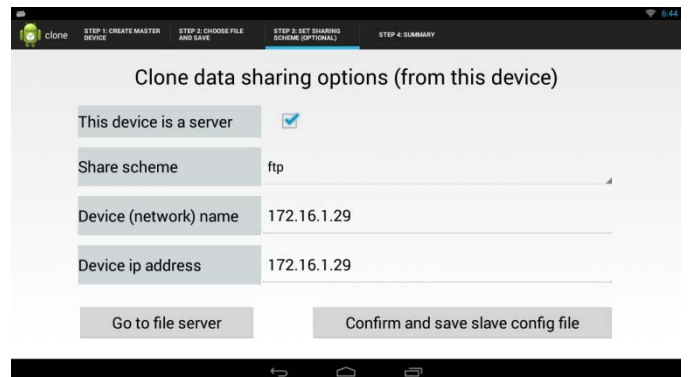 6:44
clone
STEP 1: CREATE MASTER
DEVICE
STEP 2: CHOOSE FILE
AND SAVE
STEP 3: SET SHARING
SCHEME (OPTIONAL)
STEP 4: SUMMARY
Clone data sharing options (from this device)
This device is a server
Share scheme
ftp
Device (network) name
172.16.1.29
Device ip address
172.16.1.29
Go to file server
Confirm and save slave config file